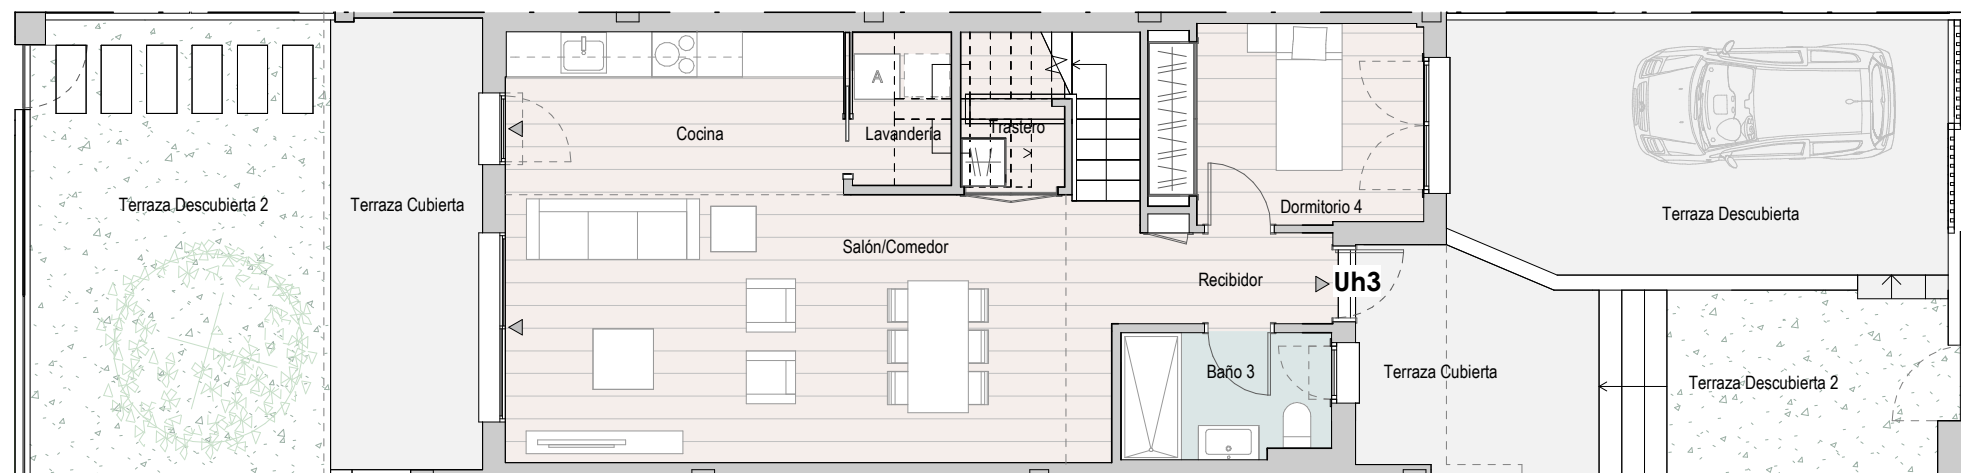 Cocina
A
Lavandería
Trastero
Dormitorio 4
Terraza Descubierta 2
Terraza Cubierta
Terraza Descubierta
Salón/Comedor
Recibidor
Uh3
Baño 3
Terraza Cubierta
Terraza Descubierta 2